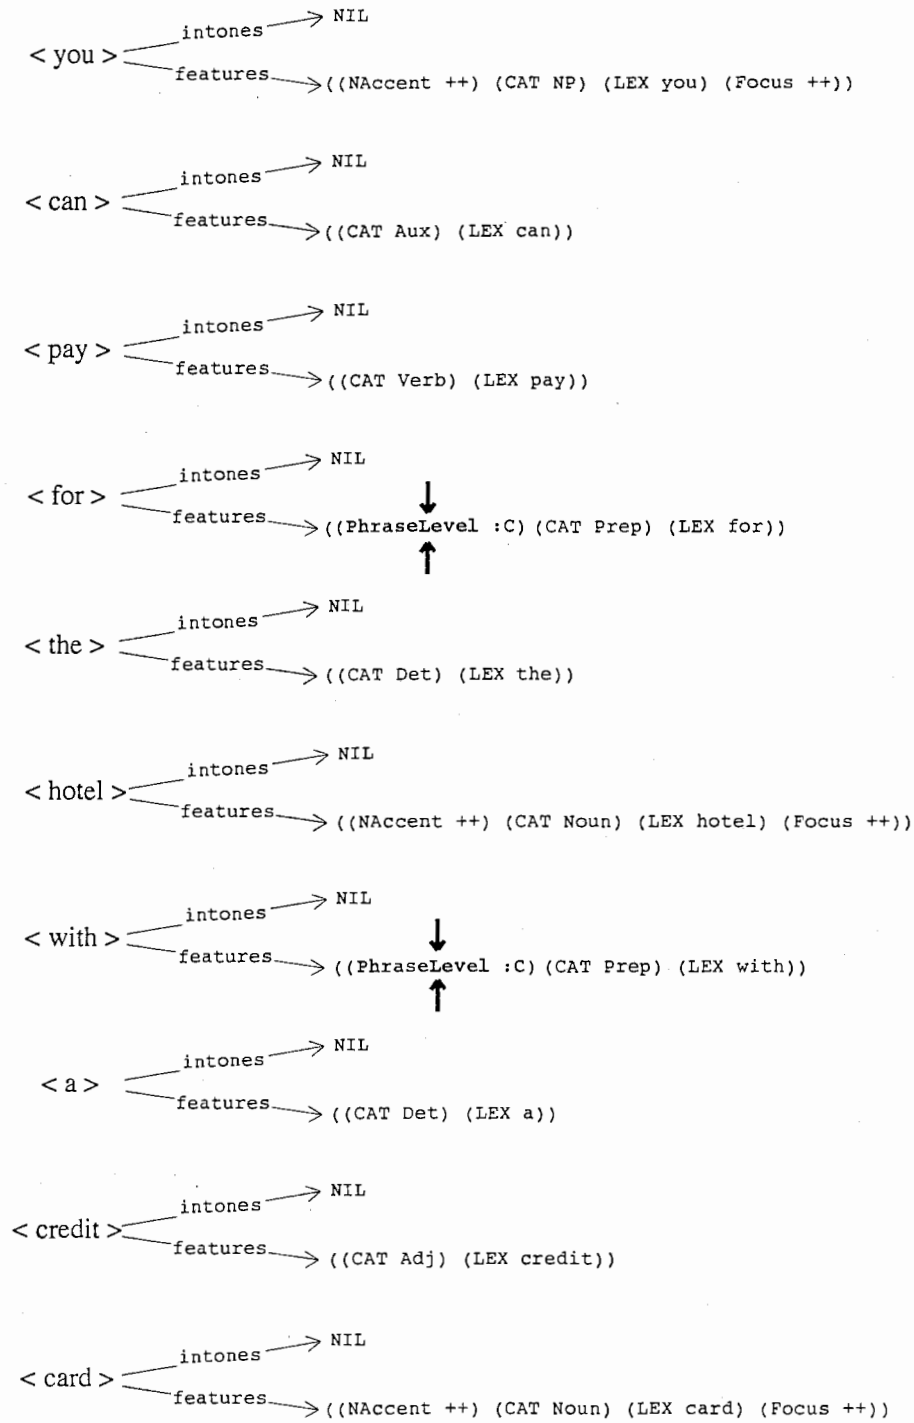 intones NIL
< you >
features ((NAccent ++) (CAT NP) (LEX you) (Focus ++))
intones NIL
< can >
features ((CAT Aux) (LEX can))
intones NIL
< pay >
features ((CAT Verb) (LEX pay))
intones NIL
< for >
features ((PhraseLevel :C) (CAT Prep) (LEX for))
intones NIL
< the >
features ((CAT Det) (LEX the))
intones NIL
< hotel >
features ((NAccent ++) (CAT Noun) (LEX hotel) (Focus ++))
intones NIL
< with >
features ((PhraseLevel :C) (CAT Prep) (LEX with))
intones NIL
< a >
features ((CAT Det) (LEX a))
intones NIL
< credit >
features ((CAT Adj) (LEX credit))
intones NIL
< card >
features ((NAccent ++) (CAT Noun) (LEX card) (Focus ++))